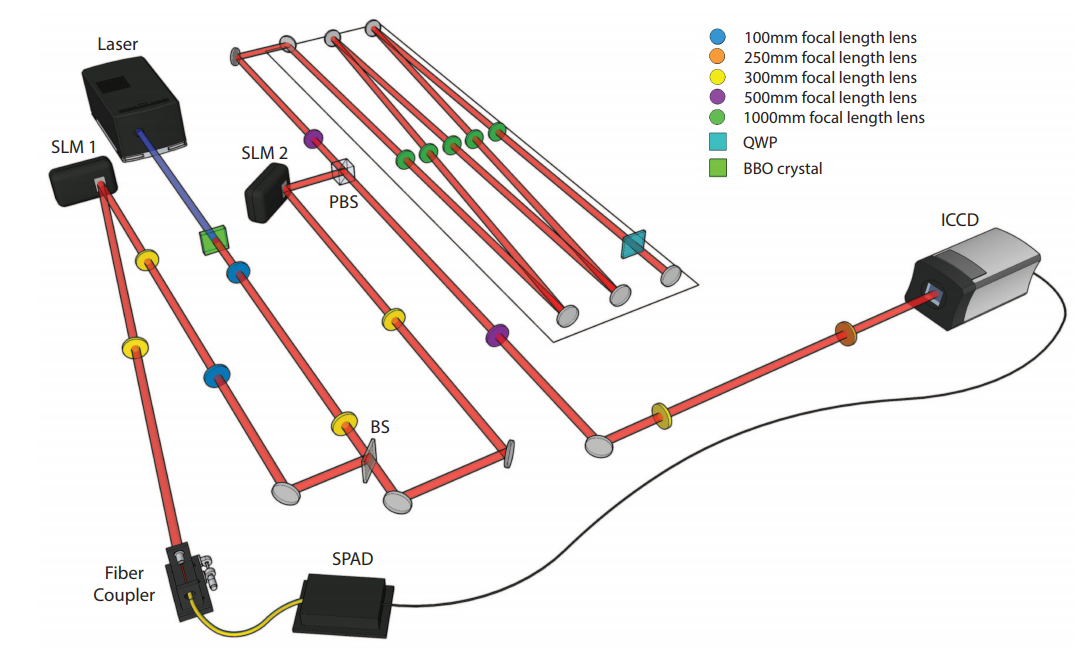 Laser
SLM 1
SLM 2
PBS
100mm focal length lens
250mm focal length lens
300mm focal length lens
500mm focal length lens
1000mm focal length lens
QWP
BBO crystal
ICCD
BS
Fiber
Coupler
SPAD